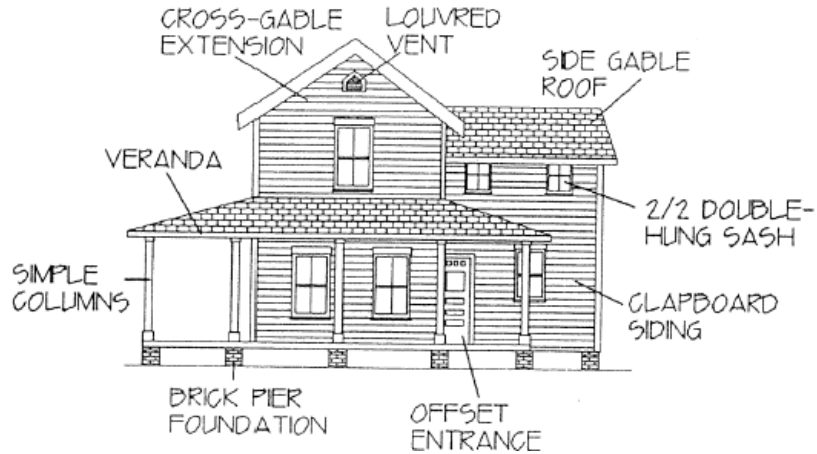 CROSS-GABLE
EXTENSION
LOUVRED
VENT
SIDE GABLE
ROOF
VERANDA
2/2 DOUBLE-
HUNG SASH
SIMPLE
COLUMNS
CLAPBOARD
SIDING
BRICK PIER
FOUNDATION
OFFSET
ENTRANCE